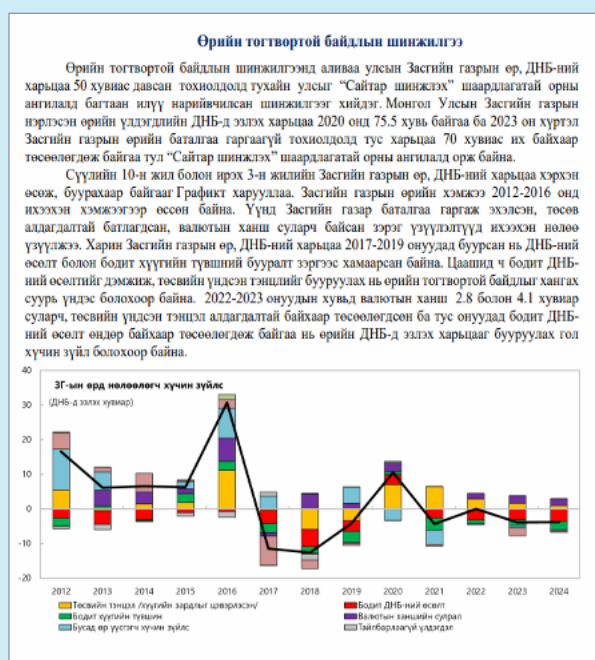 Өрийн тогтвортой байдлын шинжилгээ
Өрийн тогтвортой байдлын шинжилгээнд аливаа улсын Засгийн газрын өр, ДНБ-ний
харьцаа 50 хувиас давсан тохиолдолд тухайн улсыг “Сайтар шинжлэх” шаардлагатай орны
ангилалд багтаан илүү нарийвчилсан шинжилгээг хийдэг. Монгол Улсын Засгийн газрын
нэрлэсэн өрийн үлдэгдлийн ДНБ-д эзлэх харьцаа 2020 онд 75.5 хувь байгаа ба 2023 он хүртэл
Засгийн газрын өрийн баталгаа гаргаагүй тохиолдолд тус харьцаа 70 хувиас их байхаар
төсөөлөгдөж байгаа тул “Сайтар шинжлэх” шаардлагатай орны ангилалд орж байна.
Сүүлийн 10-н жил болон ирэх 3-н жилийн Засгийн газрын өр, ДНБ-ний харьцаа хэрхэн
өсөж, буурахаар байгааг Графикт харууллаа. Засгийн газрын өрийн хэмжээ 2012-2016 онд
ихээхэн хэмжээгээр өссөн байна. Үүнд Засгийн газар баталгаа гаргаж эхэлсэн, төсөв
алдагдалтай батлагдсан, валютын ханш суларч байсан зэрэг үзүүлэлтүүд ихээхэн нөлөө
үзүүлжээ. Харин Засгийн газрын өр, ДНБ-ний харьцаа 2017-2019 онуудад буурсан нь ДНБ-ний
өсөлт болон бодит хүүгийн түвшний бууралт зэргээс хамаарсан байна. Цаашид ч бодит ДНБ-
ний өсөлтийг дэмжиж, төсвийн үндсэн тэнцлийг бууруулах нь өрийн тогтвортой байдлыг хангах
суурь үндэс болохоор байна. 2022-2023 онуудын хувьд валютын ханш 2.8 болон 4.1 хувиар
суларч, төсвийн үндсэн тэнцэл алдагдалтай байхаар төсөөлөгдсөн ба тус онуудад бодит ДНБ-
ний өсөлт өндөр байхаар төсөөлөгдөж байгаа нь өрийн ДНБ-д эзлэх харьцааг бууруулах гол
хүчин зүйл болохоор байна.
ЗГ-ын өрд нөлөөлөгч хүчин зүйлс
(ДНБ-д эзлэх хувиар)
40
30
20
10
0
-10
-20
2012 2013 2014 2015 2016 2017 2018 2019 2020 2021 2022 2023 2024
Төсвийн тэнцэл /хүүгийн зардлыг цэвэрлэсэн/ Бодит ДНБ-ний өсөлт
Бодит хүүгийн түвшин Валютын ханшийн сулрал
Бусад өр үүсгэгч хүчин зүйлс Тайлбарлаагүй үлдэгдэл